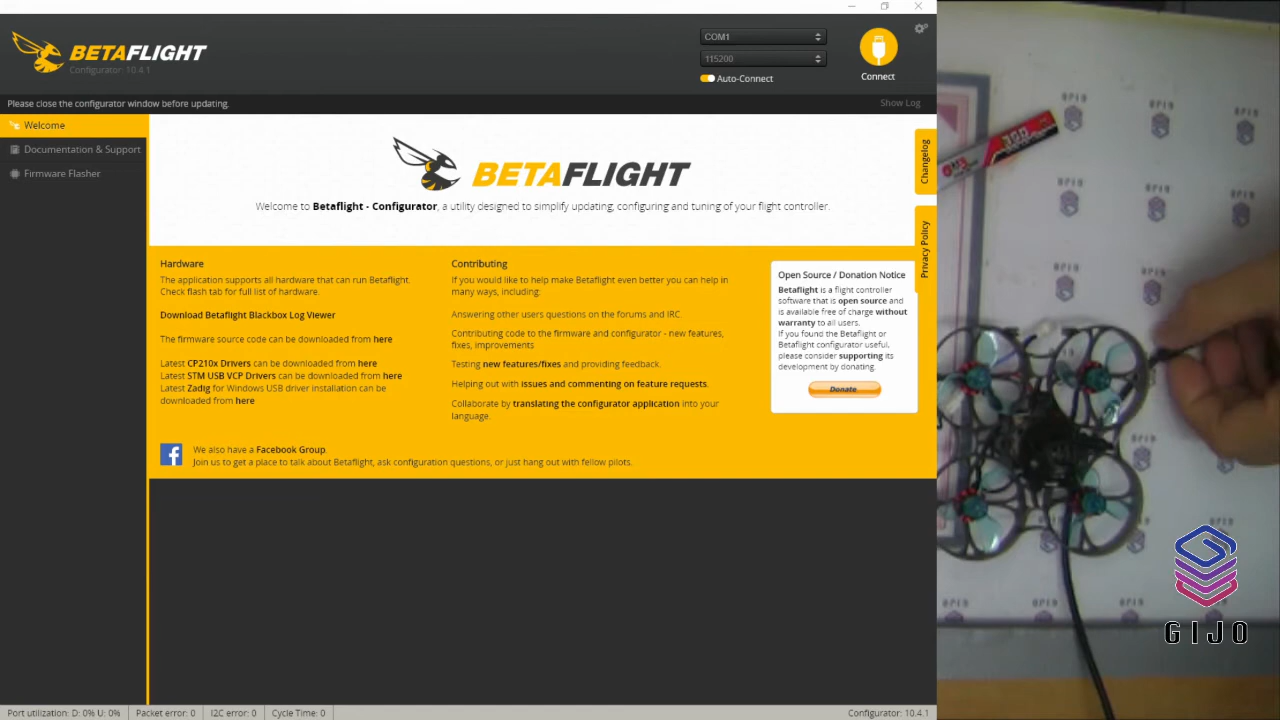 BETAFLIGHT
Configurator: 10.4.1
COM1
115200
Auto-Connect
Connect
Please close the configurator window before updating.
Show Log
Welcome
Documentation & Support
Firmware Flasher
BETAFLIGHT
Welcome to Betaflight - Configurator, a utility designed to simplify updating, configuring and tuning of your flight controller.
Changelog
Privacy Policy
Hardware
The application supports all hardware that can run Betaflight.
Check flash tab for full list of hardware.
Download Betaflight Blackbox Log Viewer
The firmware source code can be downloaded from here
Latest CP210x Drivers can be downloaded from here
Latest STM USB VCP Drivers can be downloaded from here
Latest Zadig for Windows USB driver installation can be
downloaded from here
Contributing
If you would like to help make Betaflight even better you can help in
many ways, including:
Answering other users questions on the forums and IRC.
Contributing code to the firmware and configurator - new features,
fixes, improvements
Testing new features/fixes and providing feedback.
Helping out with issues and commenting on feature requests.
Collaborate by translating the configurator application into your
language.
Open Source / Donation Notice
Betaflight is a flight controller
software that is open source and
is available free of charge without
warranty to all users.
If you found the Betaflight or
Betaflight configurator useful,
please consider supporting its
development by donating.
Donate
We also have a Facebook Group.
Join us to get a place to talk about Betaflight, ask configuration questions, or just hang out with fellow pilots.
Port utilization: D: 0% U: 0%
Packet error: 0
I2C error: 0
Cycle Time: 0
Configurator: 10.4.1
300
GIJO